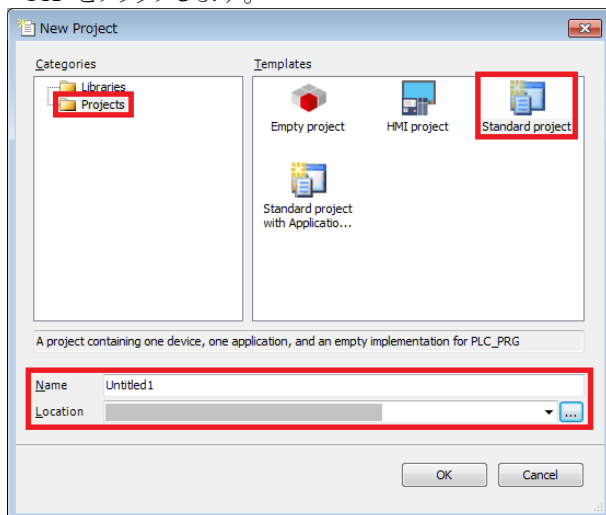 New Project
Categories
Templates
Libraries
Projects
Empty project
HMI project
Standard project
Standard project
with Applicatio...
A project containing one device, one application, and an empty implementation for PLC_PRG
Name
Untitled1
Location
...
OK
Cancel